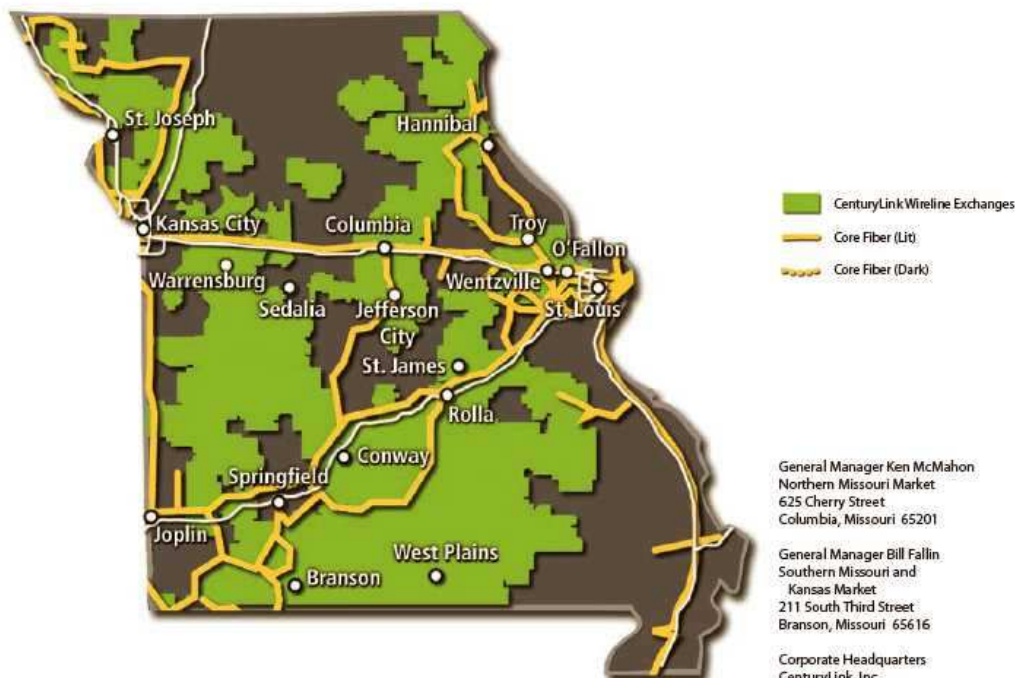 St. Joseph
Hannibal
Kansas City
Columbia
Troy
O'Fallon
Warrensburg
Wentzville
Sedalia
Jefferson
City
St. Louis
St. James
Rolla
Conway
Springfield
Joplin
West Plains
Branson
CenturyLink Wireline Exchanges
Core Fiber (Lit)
Core Fiber (Dark)
General Manager Ken McMahon
Northern Missouri Market
625 Cherry Street
Columbia, Missouri 65201
General Manager Bill Fallin
Southern Missouri and
Kansas Market
211 South Third Street
Branson, Missouri 65616
Corporate Headquarters
CenturyLink, Inc.